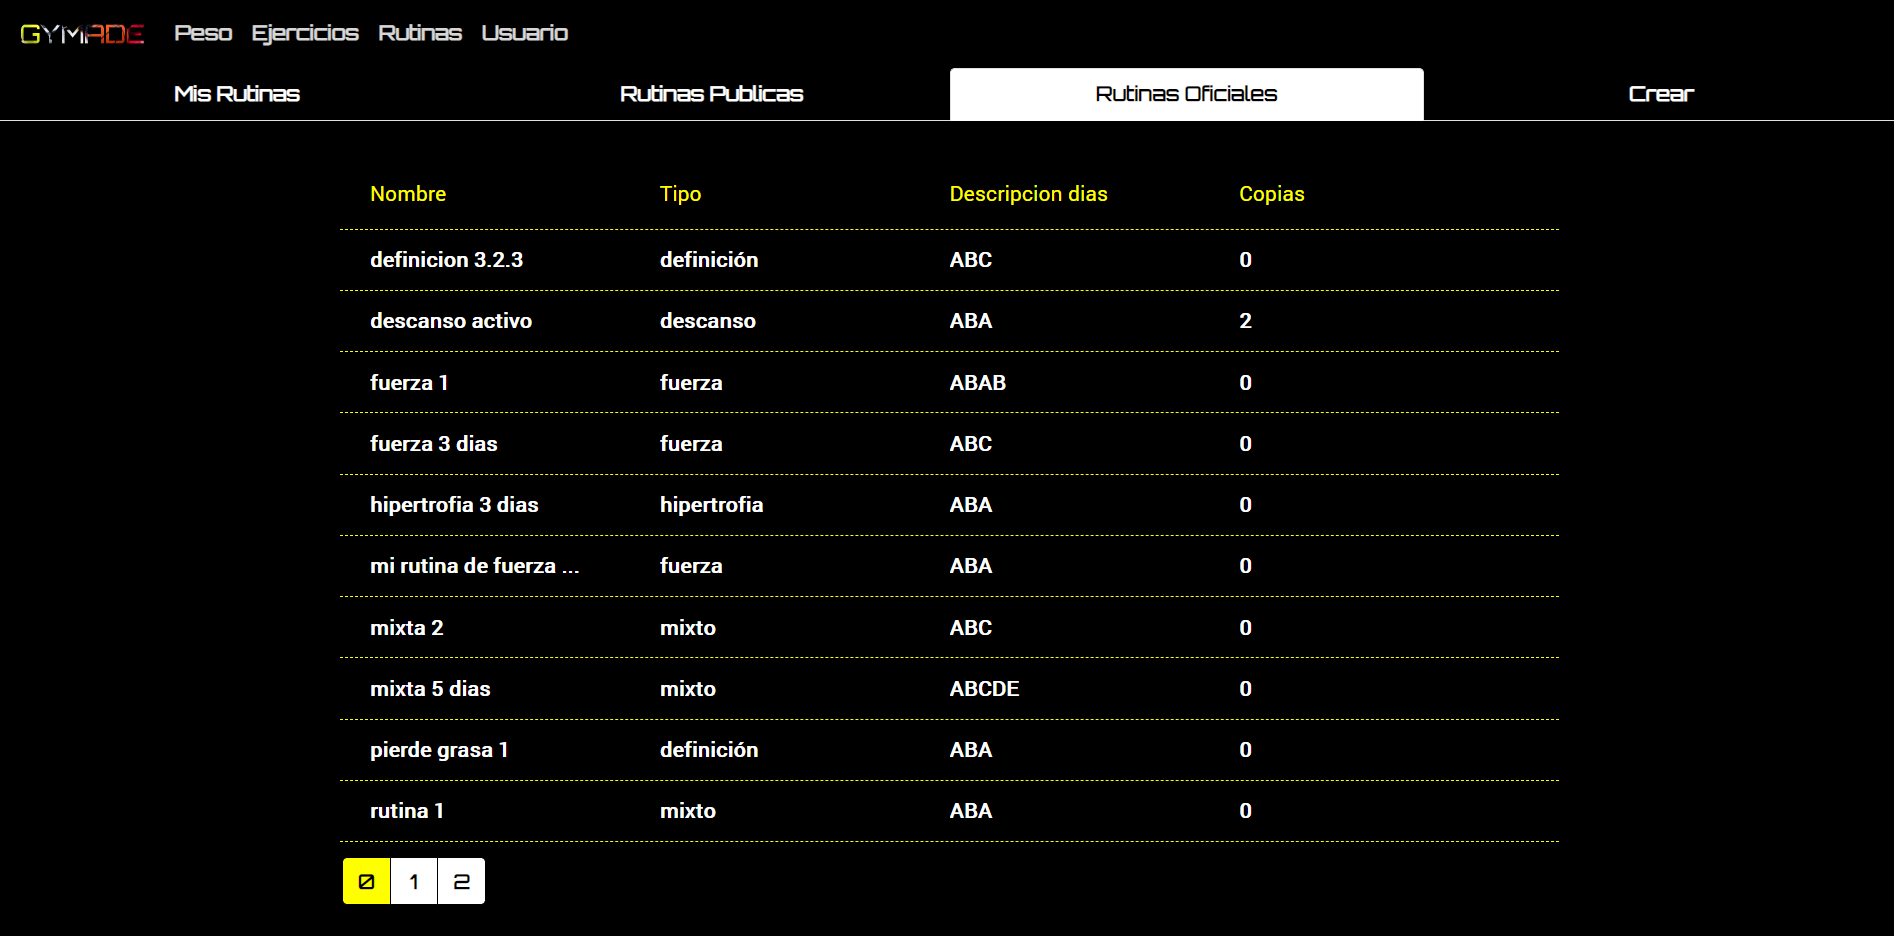 GYMADE Peso Ejercicios Rutinas Usuario
Mis Rutinas Rutinas Publicas Rutinas Oficiales Crear
Nombre Tipo Descripcion dias Copias
definicion 3.2.3 definición ABC 0
descanso activo descanso ABA 2
fuerza 1 fuerza ABAB 0
fuerza 3 dias fuerza ABC 0
hipertrofia 3 dias hipertrofia ABA 0
mi rutina de fuerza ... fuerza ABA 0
mixta 2 mixto ABC 0
mixta 5 dias mixto ABCDE 0
pierde grasa 1 definición ABA 0
rutina 1 mixto ABA 0
0 1 2